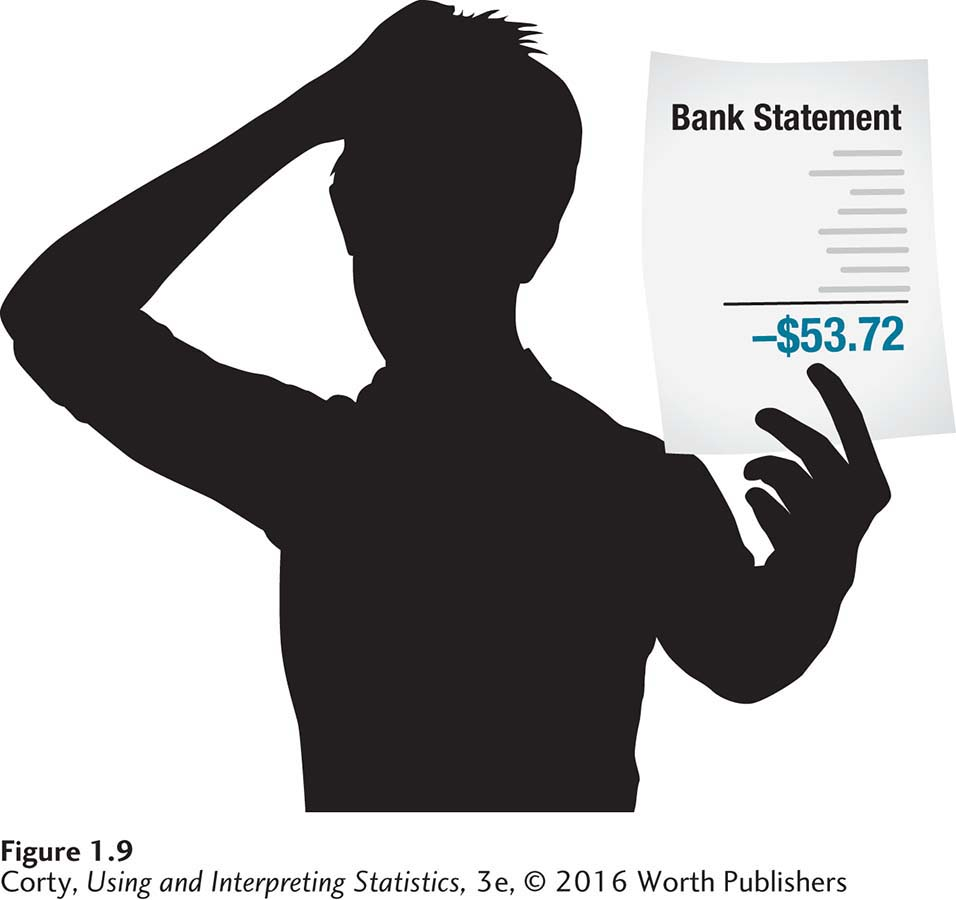 Bank Statement
–$53.72
Figure 1.9
Corty, Using and Interpreting Statistics, 3e, © 2016 Worth Publishers